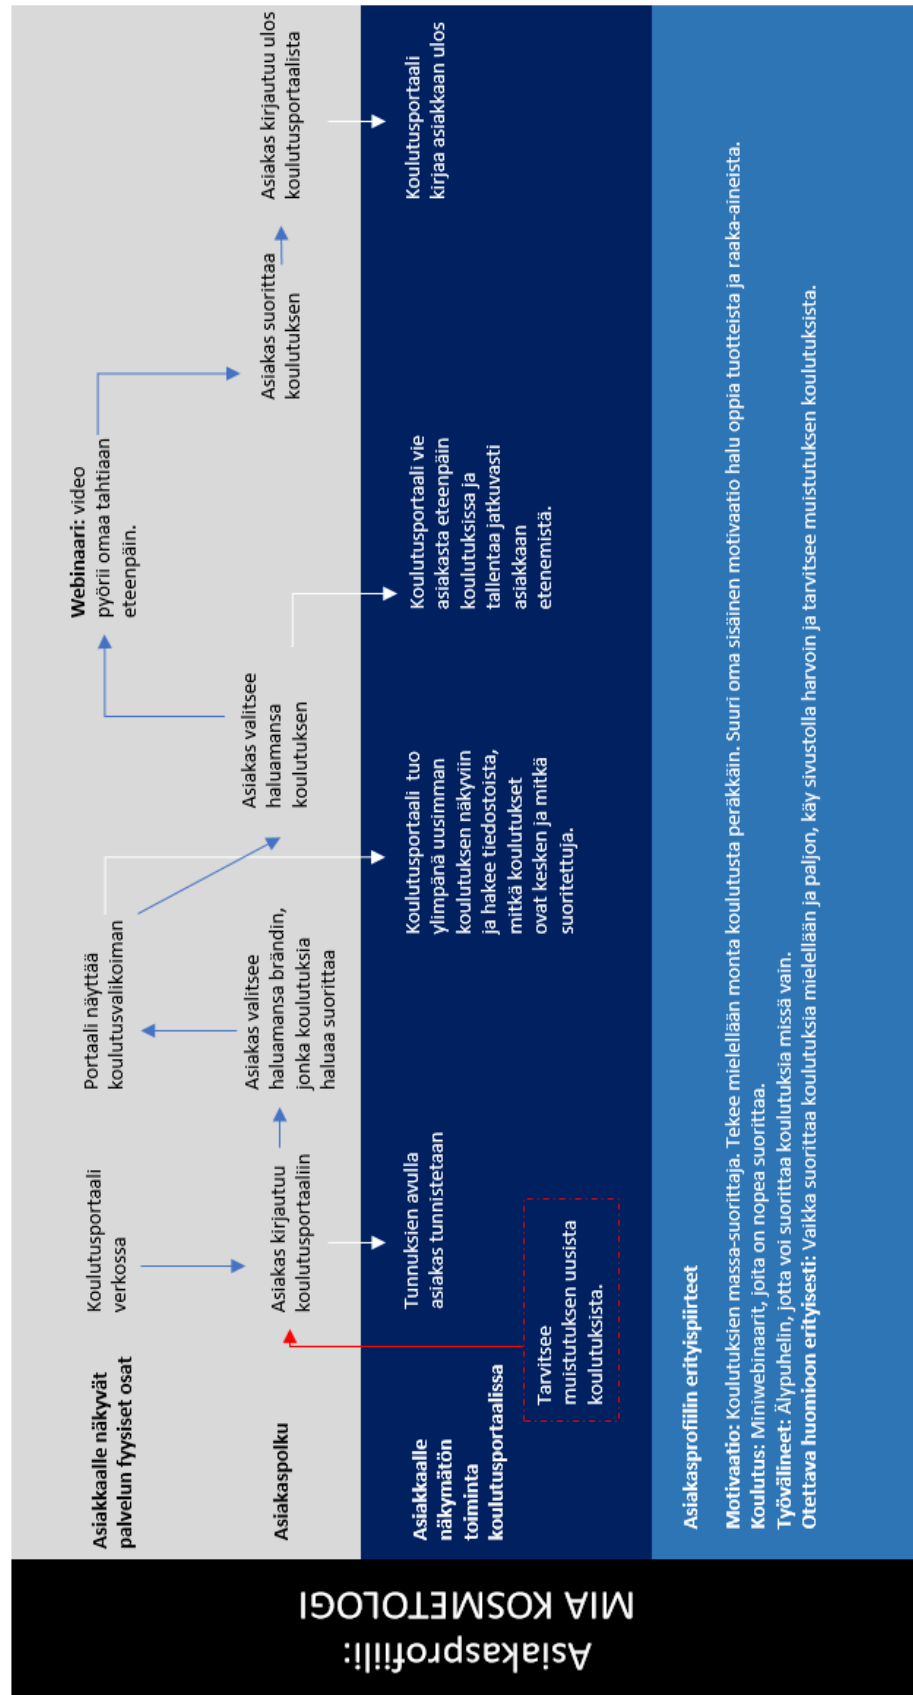 Asiakasprofiili:
MIA KOSMETOLOGI
Asiakkaalle näkyvät
palvelun fyysiset osat
Koulutusportaali
verkossa
Portaali näyttää
koulutusvalikoiman
Webinaari: video
pyörii omaa tahtiaan
eteenpäin.
Asiakaspolku
Asiakas kirjautuu
koulutusportaaliin
Asiakas valitsee
haluamansa brändin,
jonka koulutuksia
haluaa suorittaa
Asiakas valitsee
haluamansa
koulutuksen
Asiakas suorittaa
koulutuksen
Asiakas kirjautuu ulos
koulutusportaalista
Asiakkaalle
näkymätön
toiminta
koulutusportaalissa
Tunnuksien avulla
asiakas tunnistetaan
Koulutusportaali tuo
ylimpänä uusimman
koulutuksen näkyviin
ja hakee tiedostoista,
mitkä koulutukset
ovat kesken ja mitkä
suoritettuja.
Koulutusportaali vie
asiakasta eteenpäin
koulutuksissa ja
tallentaa jatkuvasti
asiakkaan
etenemistä.
Koulutusportaali
kirjaa asiakkaan ulos
Tarvitsee
muistutuksen uusista
koulutuksista.
Asiakasprofiilin erityispiirteet
Motivaatio: Koulutuksien massa-suorittaja. Tekee mielellään monta koulutusta peräkkäin. Suuri oma sisäinen motivaatio halu oppia tuotteista ja raaka-aineista.
Koulutus: Miniwebinaarit, joita on nopea suorittaa.
Työvälineet: Älypuhelin, jotta voi suorittaa koulutuksia missä vain.
Otettava huomioon erityisesti: Vaikka suorittaa koulutuksia mielellään ja paljon, käy sivustolla harvoin ja tarvitsee muistutuksen koulutuksista.